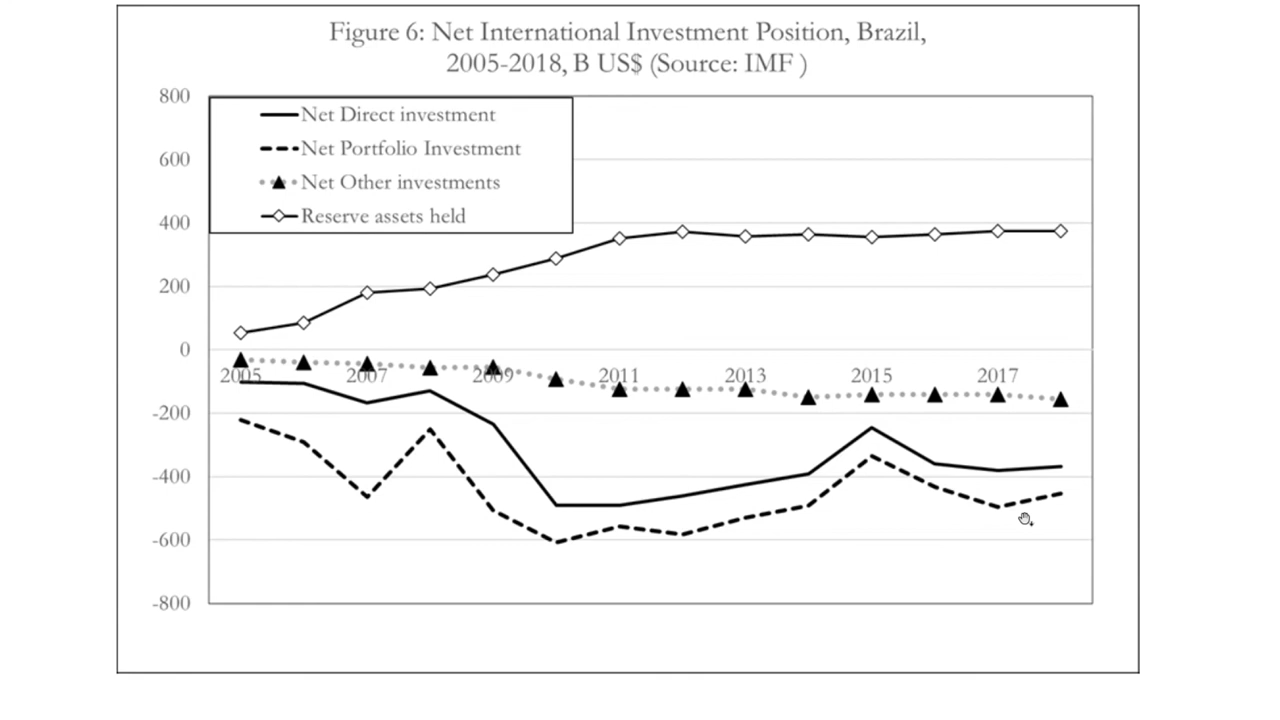 Figure 6: Net International Investment Position, Brazil,
2005-2018, B US$ (Source: IMF )
800
Net Direct investment
600
Net Portfolio Investment
Net Other investments
400
Reserve assets held
200
0
2005 2007 2009 2011 2013 2015 2017
-200
-400
-600
-800